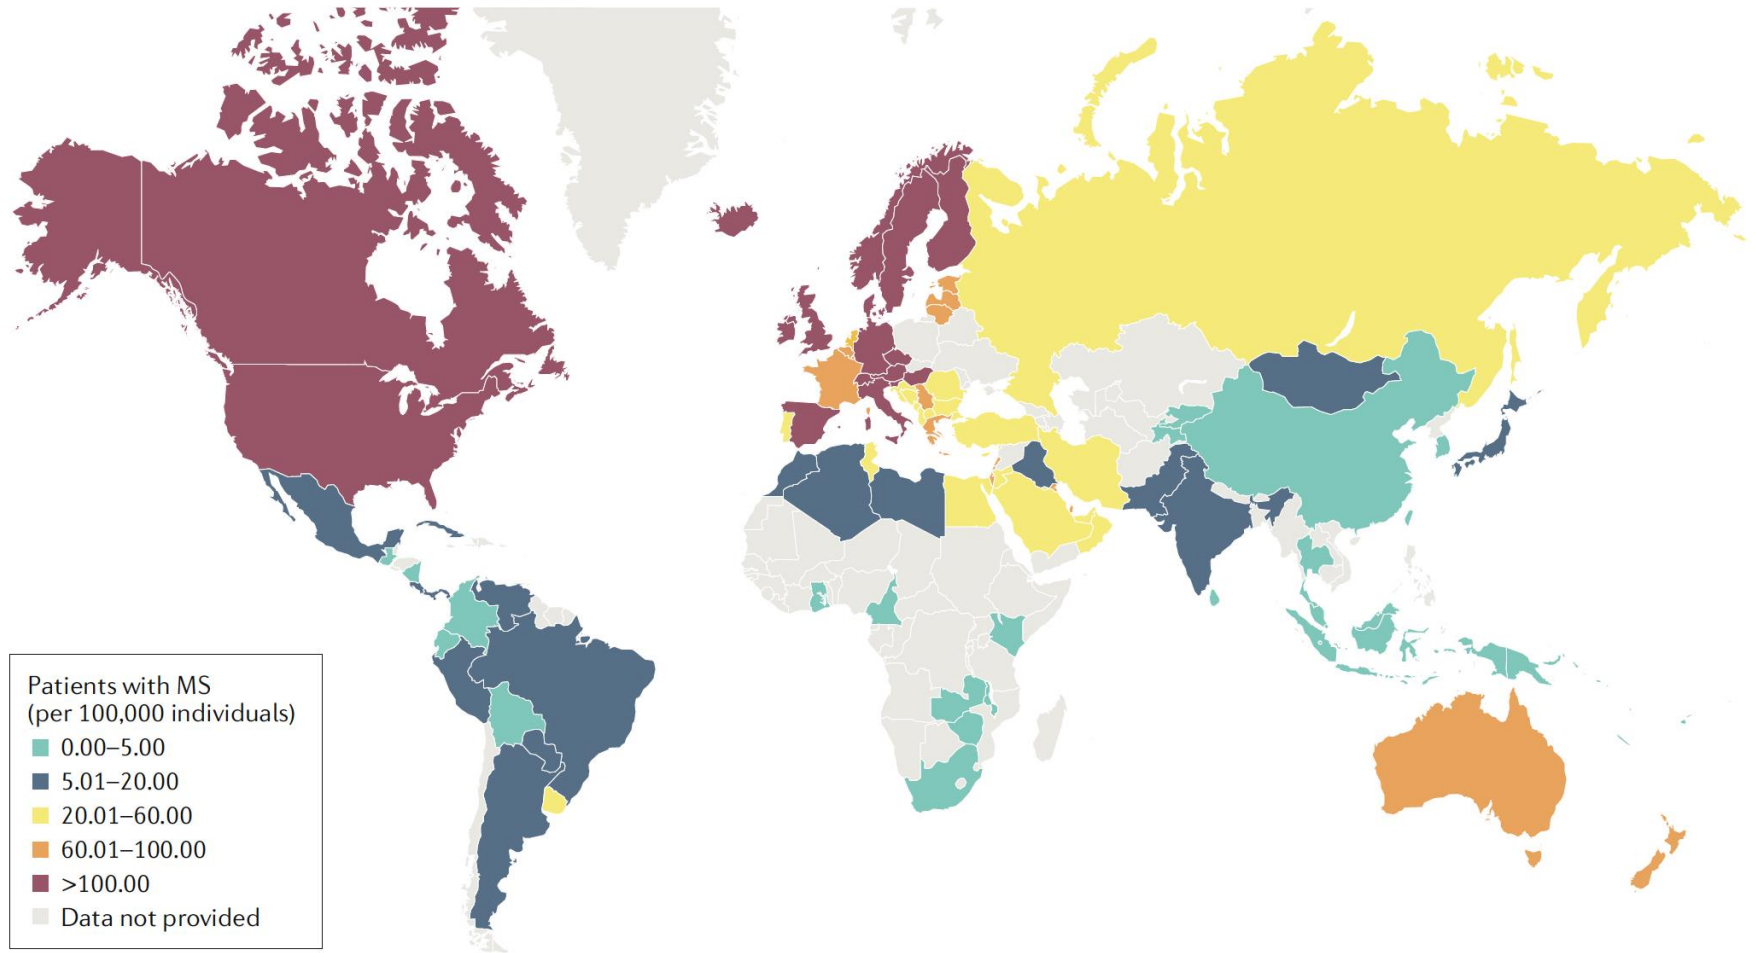 Patients with MS
(per 100,000 individuals)
0.00–5.00
5.01–20.00
20.01–60.00
60.01–100.00
>100.00
Data not provided